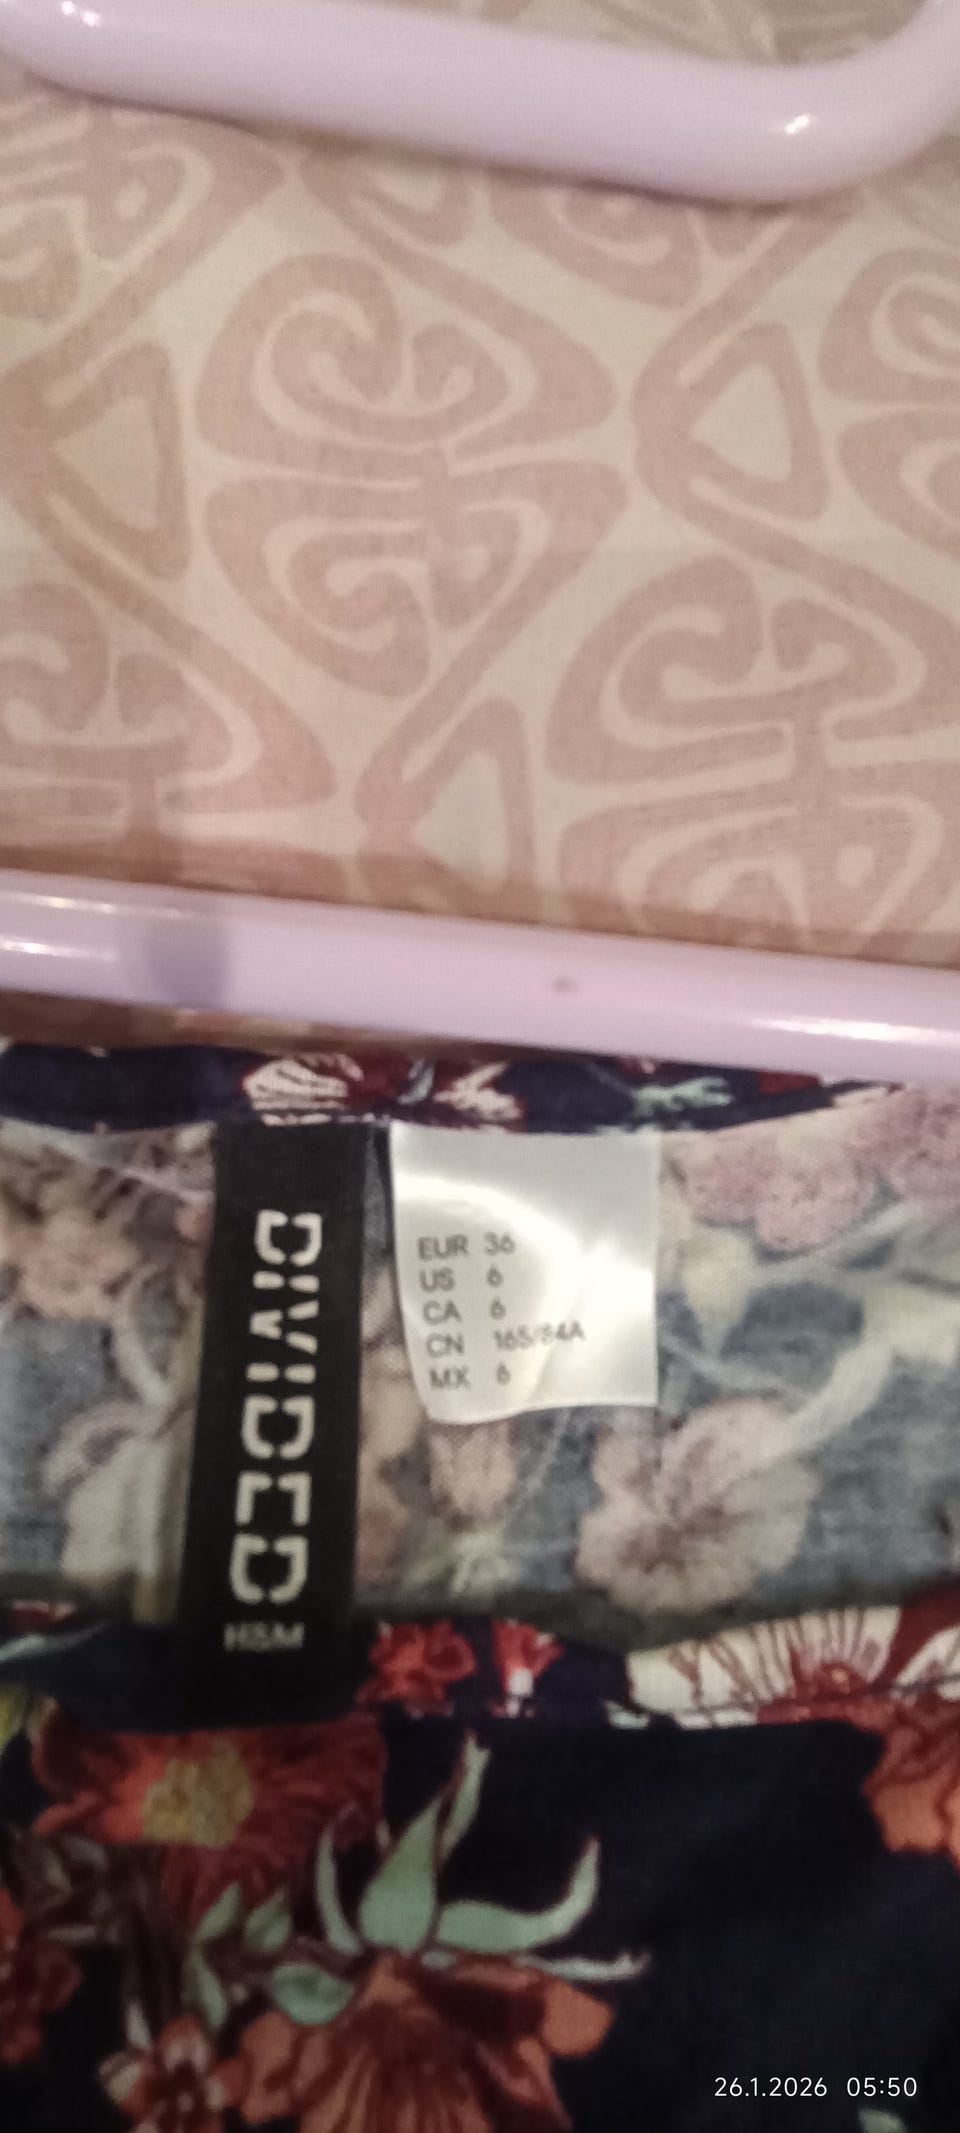 DIVIDED
H&M
EUR 36
US 6
CA 6
CN 165/84A
MX 6
26.1.2026 05:50